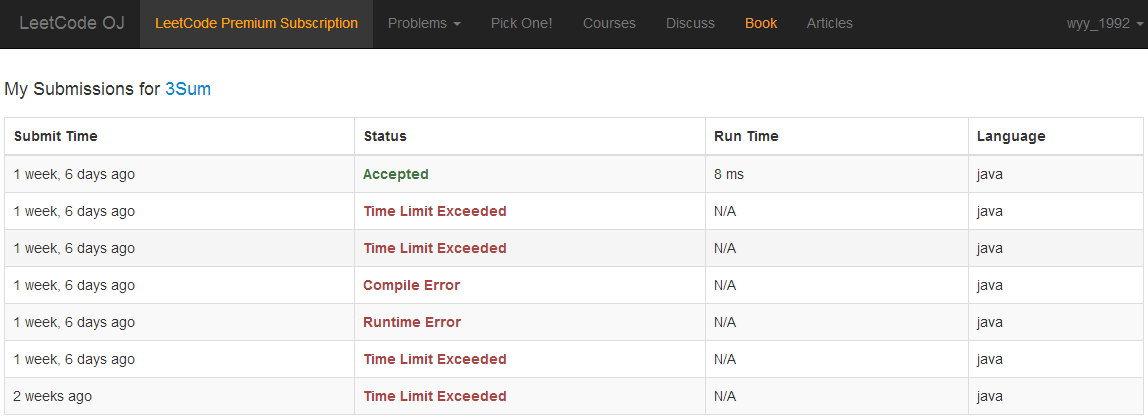 LeetCode OJ LeetCode Premium Subscription Problems Pick One! Courses Discuss Book Articles wyy_1992
My Submissions for 3Sum
Submit Time Status Run Time Language
1 week, 6 days ago Accepted 8 ms java
1 week, 6 days ago Time Limit Exceeded N/A java
1 week, 6 days ago Time Limit Exceeded N/A java
1 week, 6 days ago Compile Error N/A java
1 week, 6 days ago Runtime Error N/A java
1 week, 6 days ago Time Limit Exceeded N/A java
2 weeks ago Time Limit Exceeded N/A java